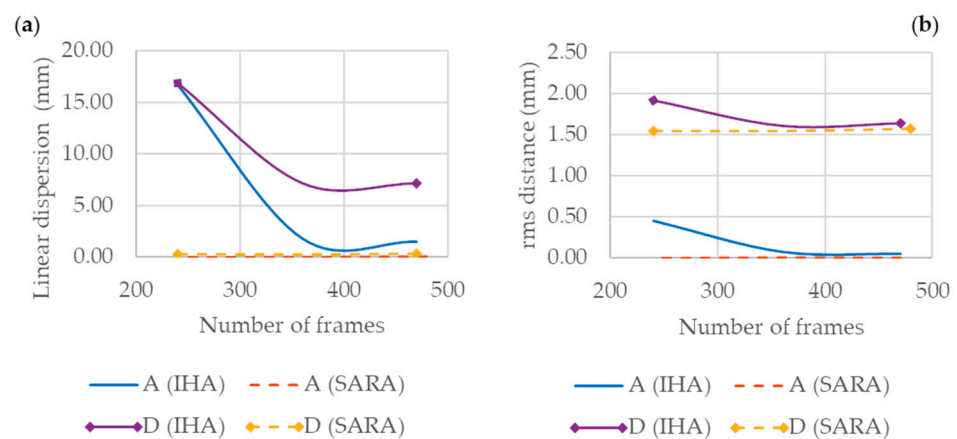 (a)
20.00
15.00
10.00
5.00
0.00
Linear dispersion (mm)
200 300 400 500
Number of frames
A (IHA) A (SARA)
D (IHA) D (SARA)
(b)
2.50
2.00
1.50
1.00
0.50
0.00
rms distance (mm)
200 300 400 500
Number of frames
A (IHA) A (SARA)
D (IHA) D (SARA)